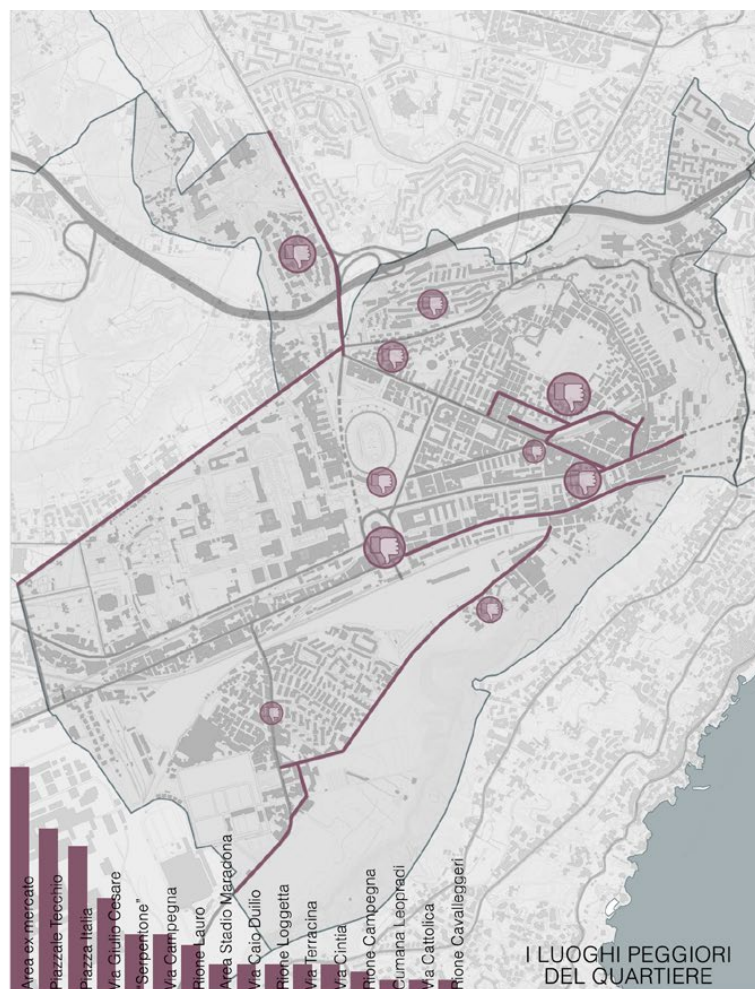 Area ex mercato
Piazzale Tecchio
Piazza Italia
Via Giulio Cesare
"Serpentone"
Via Campegna
Rione Lauro
Area Stadio Maradona
Via Caio Duilio
Rione Loggetta
Via Terracina
Via Cintia
Rione Campegna
Cumana Leopradi
Via Cattolica
Rione Cavalleggeri
I LUOGHI PEGGIORI
DEL QUARTIERE